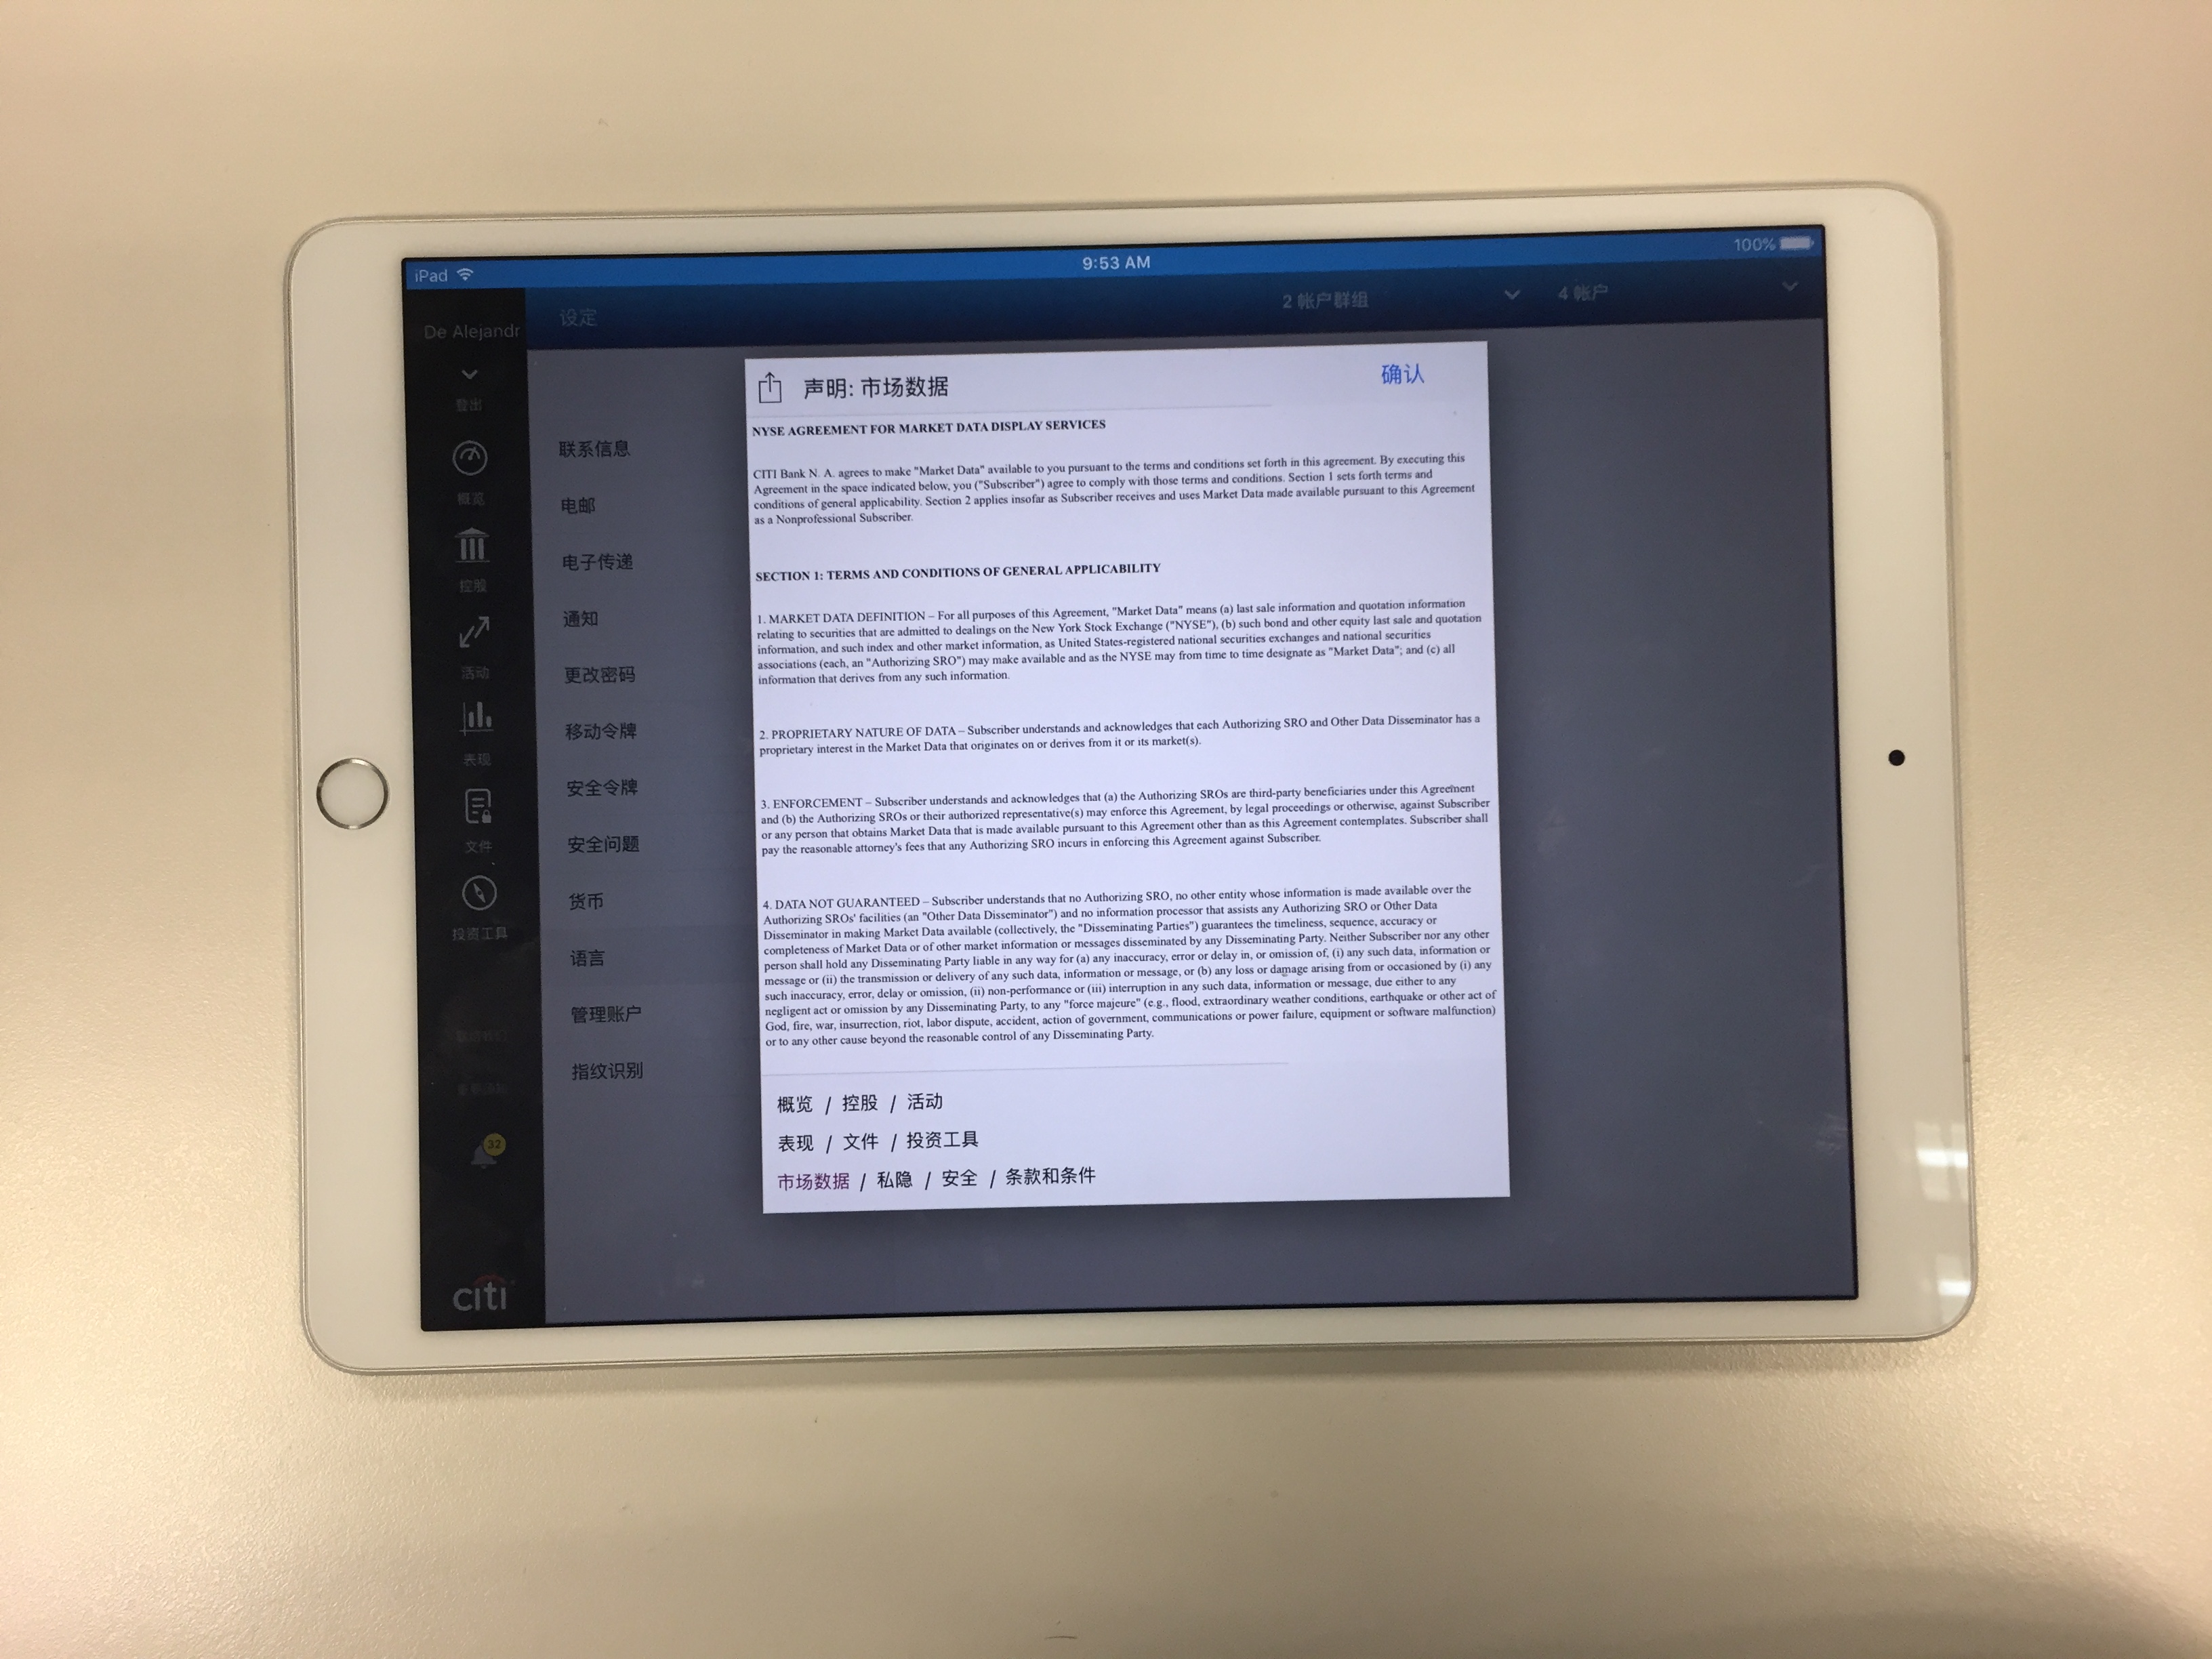 iPad
9:53 AM
100%
De Alejandr
设定
2 帐户群组
4 帐户
登出
概览
控股
活动
表现
文件
投资工具
32
citi
联系信息
电邮
电子传递
通知
更改密码
移动令牌
安全令牌
安全问题
货币
语言
管理账户
指纹识别
声明: 市场数据
确认
NYSE AGREEMENT FOR MARKET DATA DISPLAY SERVICES
CITI Bank N. A. agrees to make "Market Data" available to you pursuant to the terms and conditions set forth in this agreement. By executing this
Agreement in the space indicated below, you ("Subscriber") agree to comply with those terms and conditions. Section 1 sets forth terms and
conditions of general applicability. Section 2 applies insofar as Subscriber receives and uses Market Data made available pursuant to this Agreement
as a Nonprofessional Subscriber.
SECTION 1: TERMS AND CONDITIONS OF GENERAL APPLICABILITY
1. MARKET DATA DEFINITION – For all purposes of this Agreement, "Market Data" means (a) last sale information and quotation information
relating to securities that are admitted to dealings on the New York Stock Exchange ("NYSE"), (b) such bond and other equity last sale and quotation
information, and such index and other market information, as United States-registered national securities exchanges and national securities
associations (each, an "Authorizing SRO") may make available and as the NYSE may from time to time designate as "Market Data"; and (c) all
information that derives from any such information.
2. PROPRIETARY NATURE OF DATA – Subscriber understands and acknowledges that each Authorizing SRO and Other Data Disseminator has a
proprietary interest in the Market Data that originates on or derives from it or its market(s).
3. ENFORCEMENT – Subscriber understands and acknowledges that (a) the Authorizing SROs are third-party beneficiaries under this Agreement
and (b) the Authorizing SROs or their authorized representative(s) may enforce this Agreement, by legal proceedings or otherwise, against Subscriber
or any person that obtains Market Data that is made available pursuant to this Agreement other than as this Agreement contemplates. Subscriber shall
pay the reasonable attorney's fees that any Authorizing SRO incurs in enforcing this Agreement against Subscriber.
4. DATA NOT GUARANTEED – Subscriber understands that no Authorizing SRO, no other entity whose information is made available over the
Authorizing SROs' facilities (an "Other Data Disseminator") and no information processor that assists any Authorizing SRO or Other Data
Disseminator in making Market Data available (collectively, the "Disseminating Parties") guarantees the timeliness, sequence, accuracy or
completeness of Market Data or of other market information or messages disseminated by any Disseminating Party. Neither Subscriber nor any other
person shall hold any Disseminating Party liable in any way for (a) any inaccuracy, error or delay in, or omission of, (i) any such data, information or
message or (ii) the transmission or delivery of any such data, information or message, or (b) any loss or damage arising from or occasioned by (i) any
such inaccuracy, error, delay or omission, (ii) non-performance or (iii) interruption in any such data, information or message, due either to any
negligent act or omission by any Disseminating Party, to any "force majeure" (e.g., flood, extraordinary weather conditions, earthquake or other act of
God, fire, war, insurrection, riot, labor dispute, accident, action of government, communications or power failure, equipment or software malfunction)
or to any other cause beyond the reasonable control of any Disseminating Party.
概览 / 控股 / 活动
表现 / 文件 / 投资工具
市场数据 / 私隐 / 安全 / 条款和条件